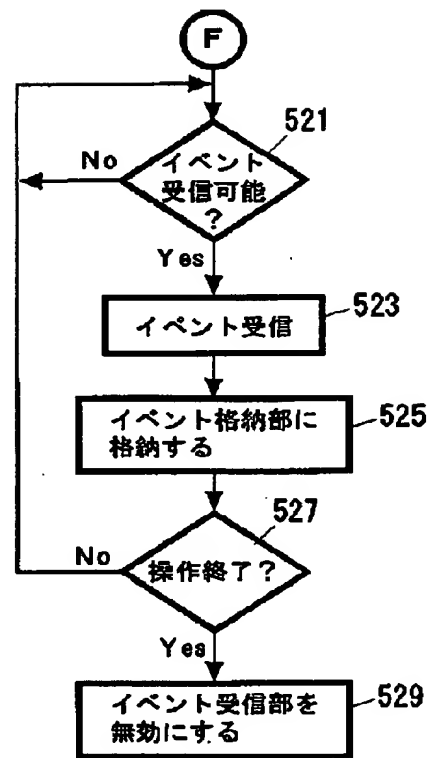 F
521
No
イベント
受信可能
?
Yes
イベント受信
523
イベント格納部に
格納する
525
527
No
操作終了?
Yes
イベント受信部を
無効にする
529